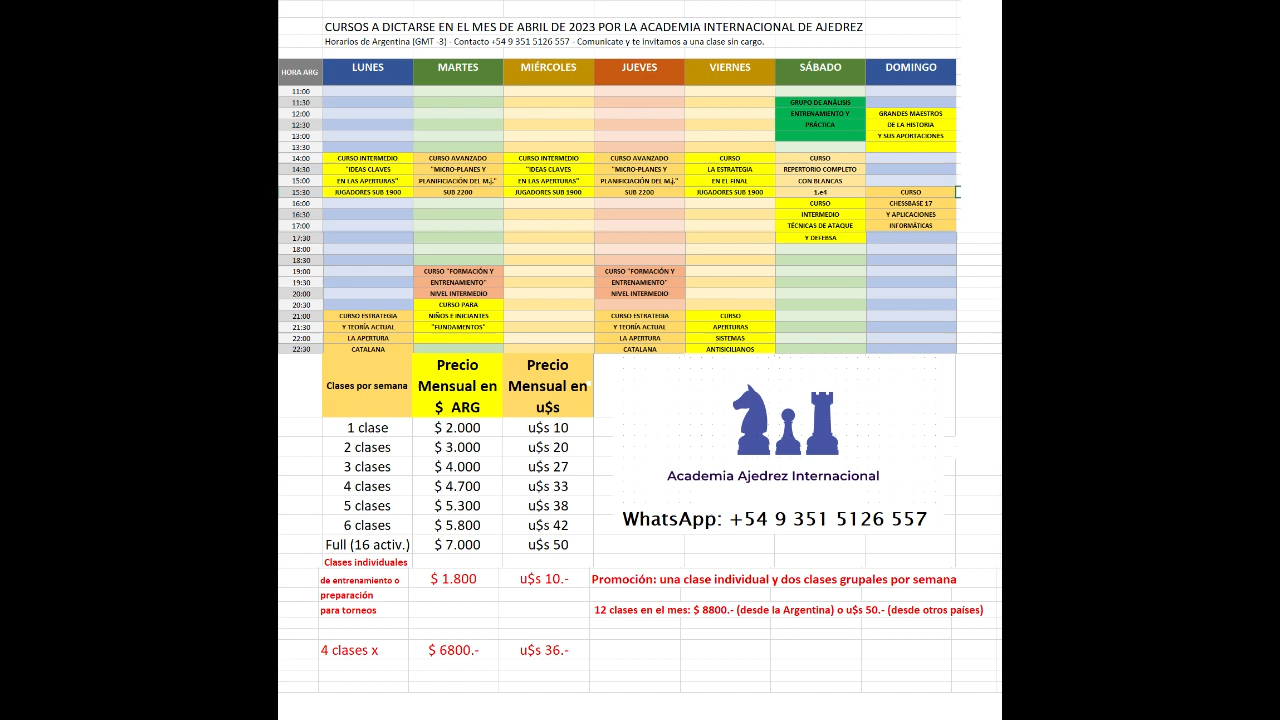 CURSOS A DICTARSE EN EL MES DE ABRIL DE 2023 POR LA ACADEMIA INTERNACIONAL DE AJEDREZ
Horarios de Argentina (GMT -3) - Contacto +54 9 351 5126 557 - Comunicate y te invitamos a una clase sin cargo.
HORA ARG LUNES MARTES MIÉRCOLES JUEVES VIERNES SÁBADO DOMINGO
11:00
11:30 GRUPO DE ANÁLISIS
12:00 ENTRENAMIENTO Y GRANDES MAESTROS
12:30 PRÁCTICA DE LA HISTORIA
13:00 Y SUS APORTACIONES
13:30
14:00 CURSO INTERMEDIO CURSO AVANZADO CURSO INTERMEDIO CURSO AVANZADO CURSO CURSO
14:30 "IDEAS CLAVES "MICRO-PLANES Y "IDEAS CLAVES "MICRO-PLANES Y LA ESTRATEGIA REPERTORIO COMPLETO
15:00 EN LAS APERTURAS" PLANIFICIACIÓN DEL M.j." EN LAS APERTURAS" PLANIFICACIÓN DEL M.j." EN EL FINAL CON BLANCAS
15:30 JUGADORES SUB 1900 SUB 2200 JUGADORES SUB 1900 SUB 2200 JUGADORES SUB 1900 1.e4 CURSO
16:00 CURSO CHESSBASE 17
16:30 INTERMEDIO Y APLICACIONES
17:00 TÉCNICAS DE ATAQUE INFORMÁTICAS
17:30 Y DEFEBSA
18:00
18:30
19:00 CURSO "FORMACIÓN Y CURSO "FORMACIÓN Y
19:30 ENTRENAMIENTO" ENTRENAMIENTO"
20:00 NIVEL INTERMEDIO NIVEL INTERMEDIO
20:30 CURSO PARA
21:00 CURSO ESTRATEGIA NIÑOS E INICIANTES CURSO ESTRATEGIA CURSO
21:30 Y TEORÍA ACTUAL "FUNDAMENTOS" Y TEORÍA ACTUAL APERTURAS
22:00 LA APERTURA LA APERTURA SISTEMAS
22:30 CATALANA CATALANA ANTISICILIANOS
Clases por semana Precio Mensual en $ ARG Precio Mensual en u$s
1 clase $ 2.000 u$s 10
2 clases $ 3.000 u$s 20
3 clases $ 4.000 u$s 27
4 clases $ 4.700 u$s 33
5 clases $ 5.300 u$s 38
6 clases $ 5.800 u$s 42
Full (16 activ.) $ 7.000 u$s 50
Academia Ajedrez Internacional
WhatsApp: +54 9 351 5126 557
Clases individuales
de entrenamiento o $ 1.800 u$s 10.- Promoción: una clase individual y dos clases grupales por semana
preparación
para torneos 12 clases en el mes: $ 8800.- (desde la Argentina) o u$s 50.- (desde otros países)
4 clases x $ 6800.- u$s 36.-